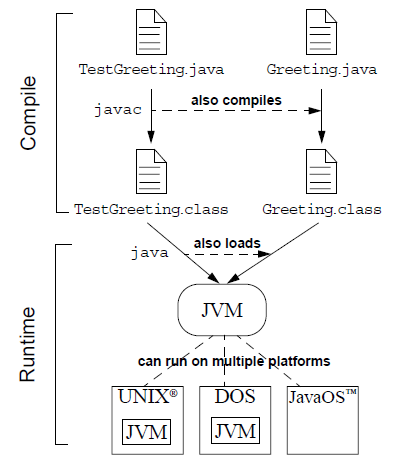 Compile
TestGreeting.java
Greeting.java
javac
also compiles
TestGreeting.class
Greeting.class
Runtime
java
also loads
JVM
can run on multiple platforms
UNIX®
DOS
JavaOS™
JVM
JVM